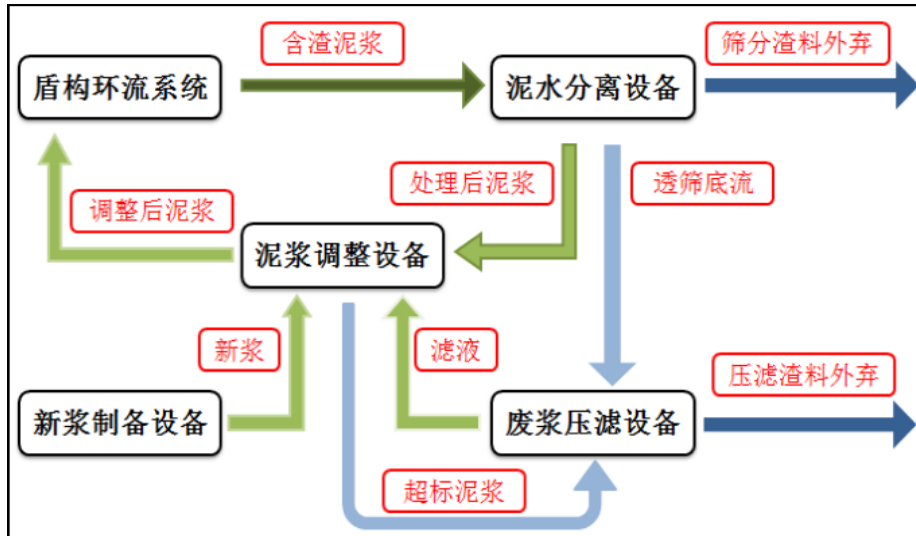 含渣泥浆
筛分渣料外弃
盾构环流系统
泥水分离设备
处理后泥浆
透筛底流
调整后泥浆
泥浆调整设备
新浆
滤液
压滤渣料外弃
新浆制备设备
废浆压滤设备
超标泥浆